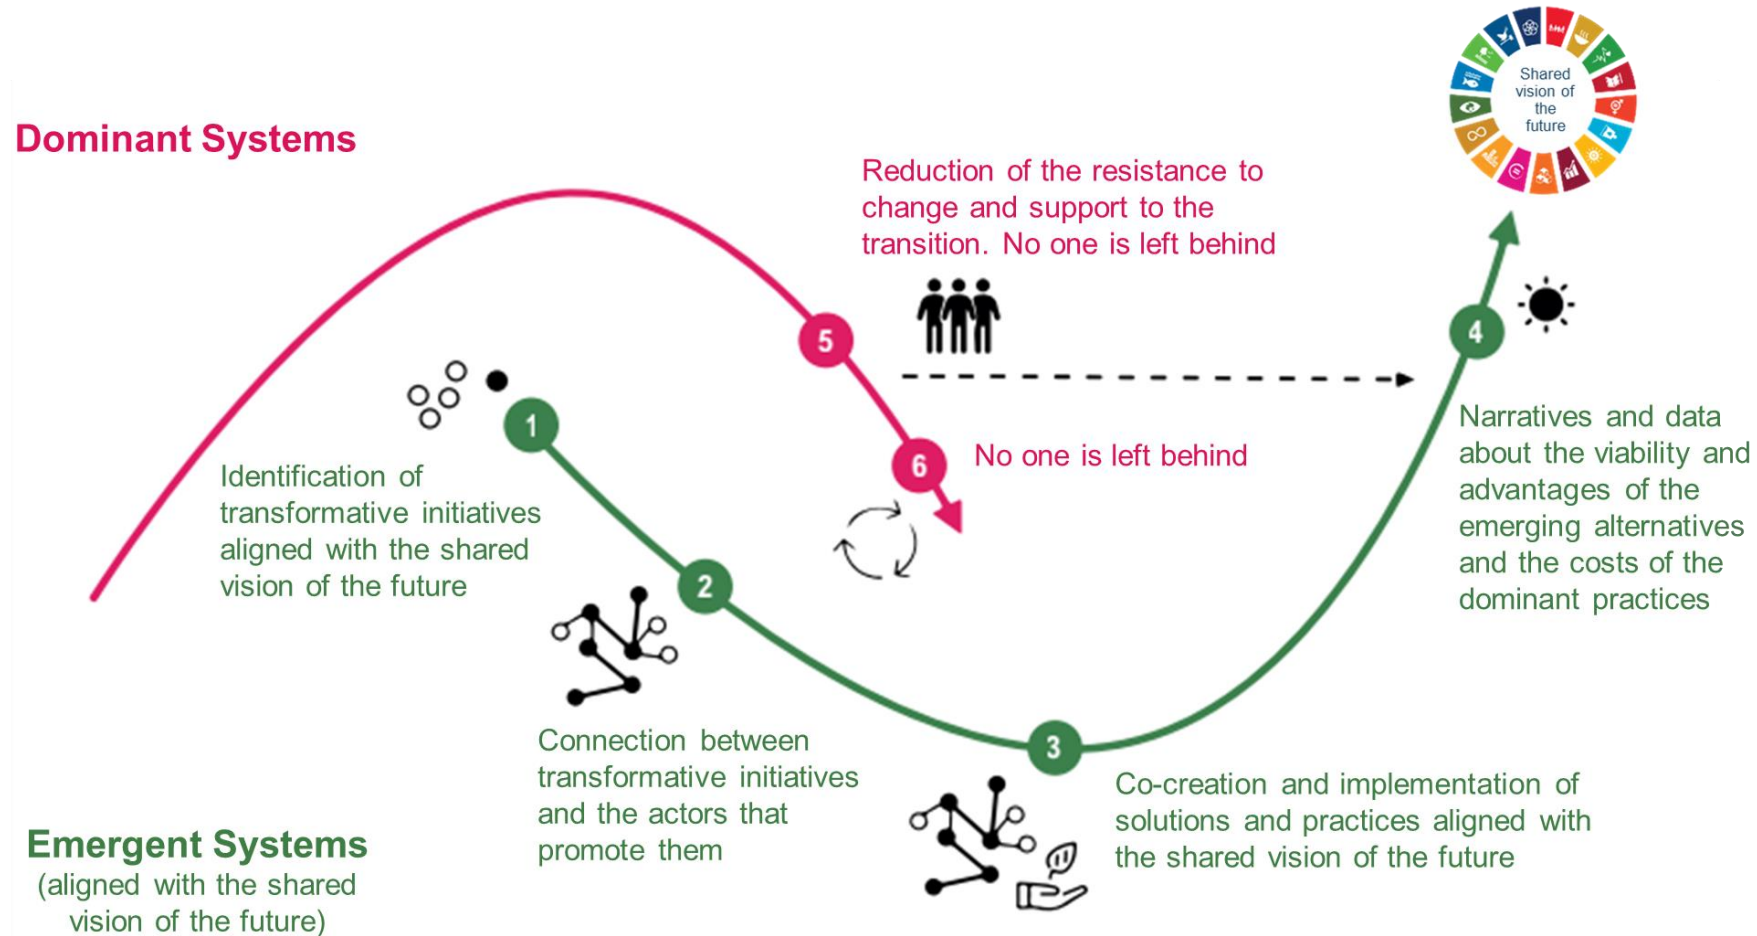 Shared
vision of
the
future
Dominant Systems
Reduction of the resistance to
change and support to the
transition. No one is left behind
5
4
1
Identification of
transformative initiatives
aligned with the shared
vision of the future
6
No one is left behind
Narratives and data
about the viability and
advantages of the
emerging alternatives
and the costs of the
dominant practices
2
Connection between
transformative initiatives
and the actors that
promote them
3
Co-creation and implementation of
solutions and practices aligned with
the shared vision of the future
Emergent Systems
(aligned with the shared
vision of the future)